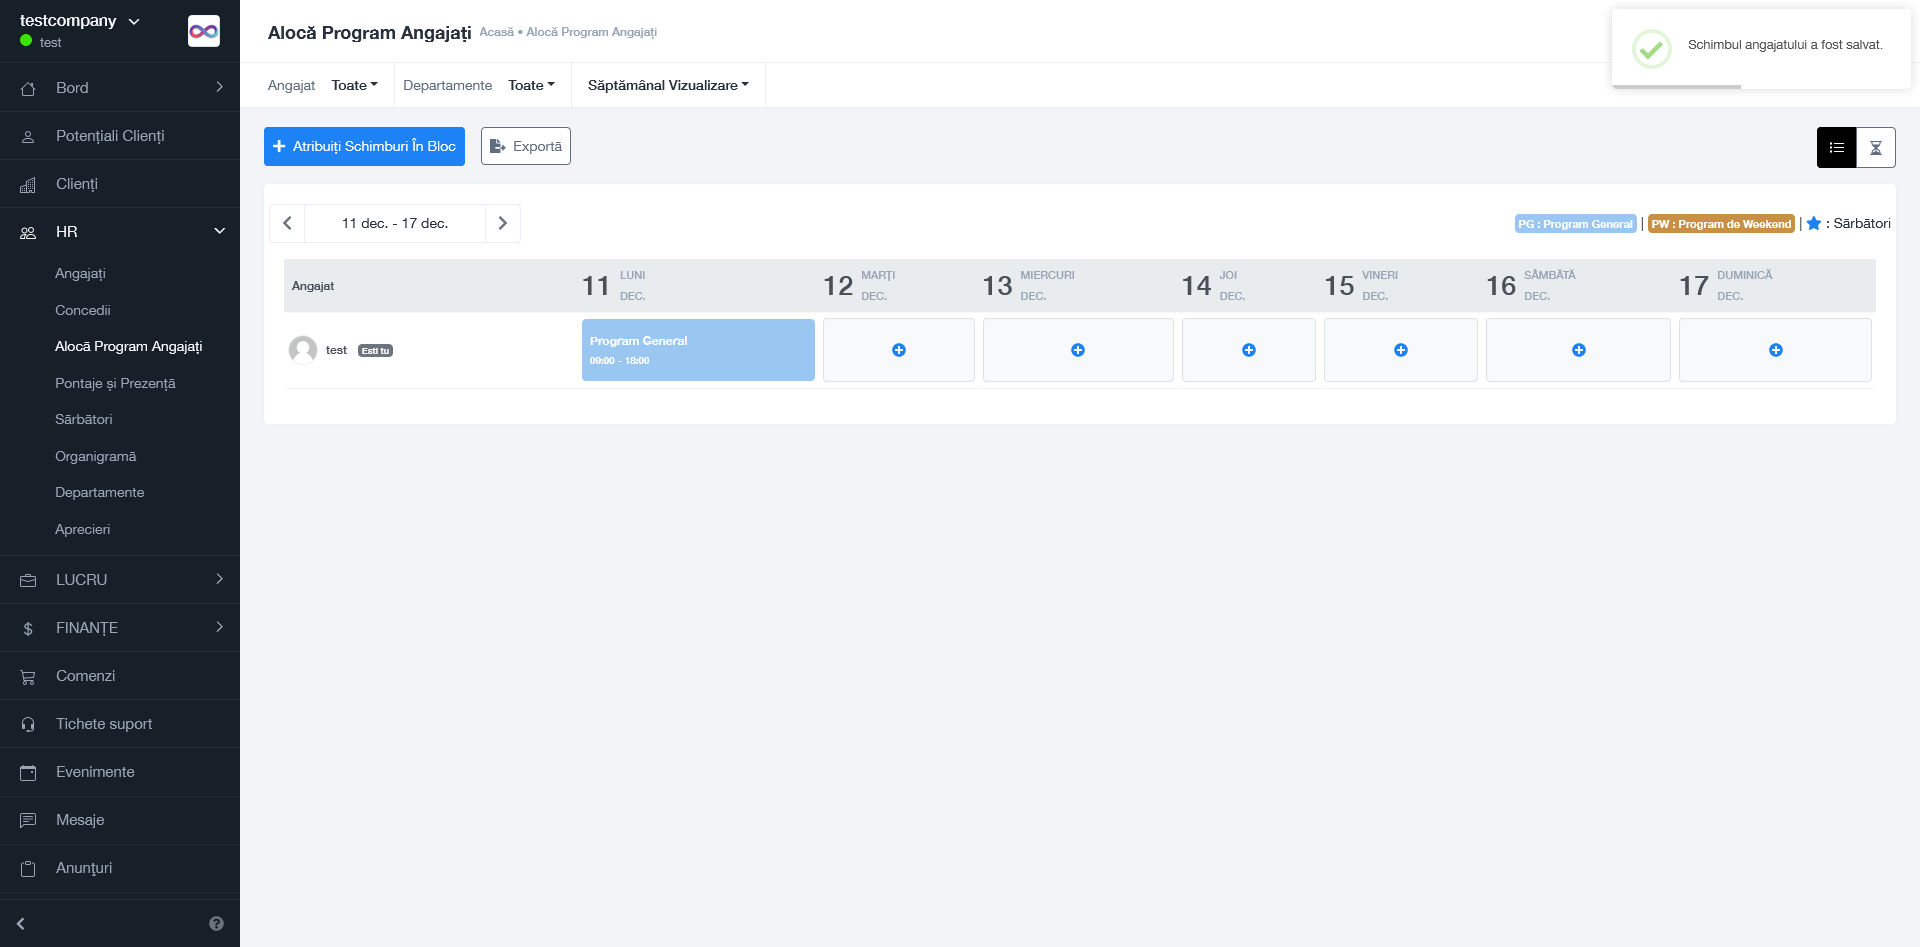 testcompany
test
Bord
Potențiali Clienți
Clienți
HR
Angajați
Concedii
Alocă Program Angajați
Pontaje și Prezență
Sărbători
Organigramă
Departamente
Aprecieri
LUCRU
FINANȚE
Comenzi
Tichete suport
Evenimente
Mesaje
Anunțuri
Alocă Program Angajați Acasă • Alocă Program Angajați
Schimbul angajatului a fost salvat.
Angajat Toate Departamente Toate Săptămânal Vizualizare
Atribuiți Schimburi În Bloc Exportă
11 dec. - 17 dec.
PG : Program General | PW : Program de Weekend | : Sărbători
Angajat 11 LUNI DEC. 12 MARȚI DEC. 13 MIERCURI DEC. 14 JOI DEC. 15 VINERI DEC. 16 SÂMBĂTĂ DEC. 17 DUMINICĂ DEC.
test Esti tu
Program General
09:00 - 18:00